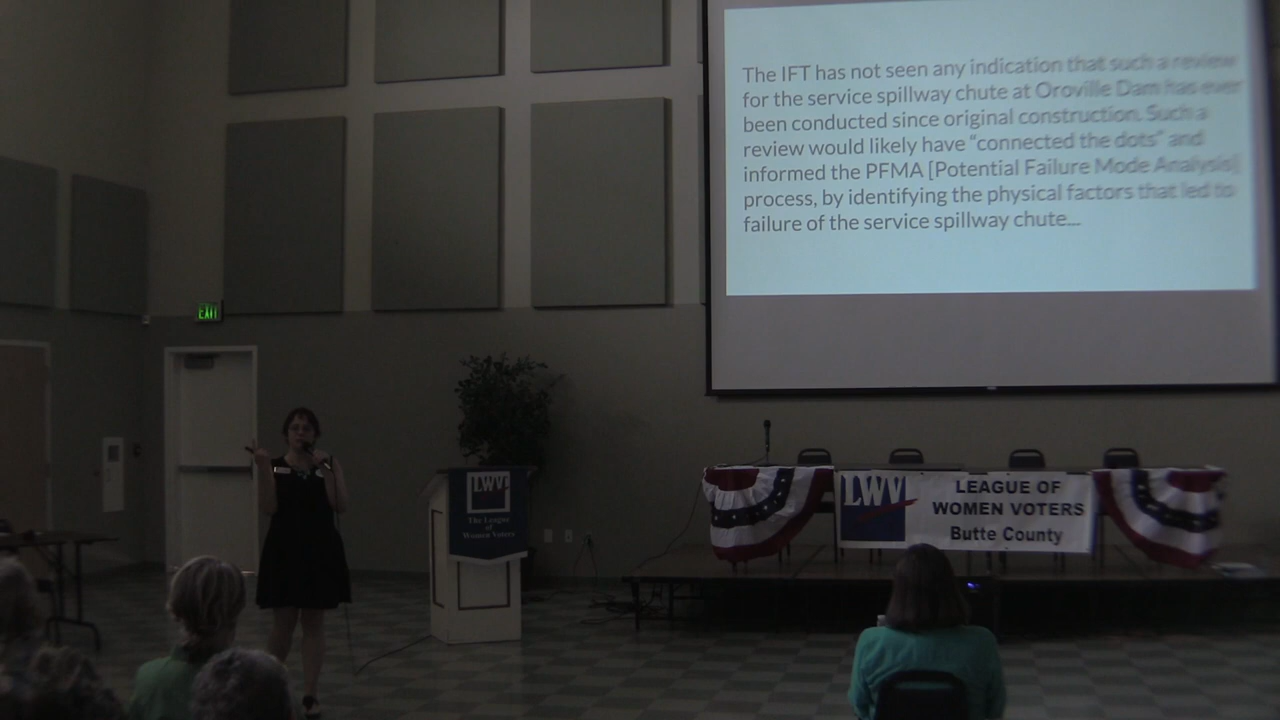 The IFT has not seen any indication that such a review
for the service spillway chute at Oroville Dam has ever
been conducted since original construction. Such a
review would likely have “connected the dots” and
informed the PFMA [Potential Failure Mode Analysis]
process, by identifying the physical factors that led to
failure of the service spillway chute...
EXIT
LWV
The League
of
Women Voters
LWV
LEAGUE OF
WOMEN VOTERS
Butte County